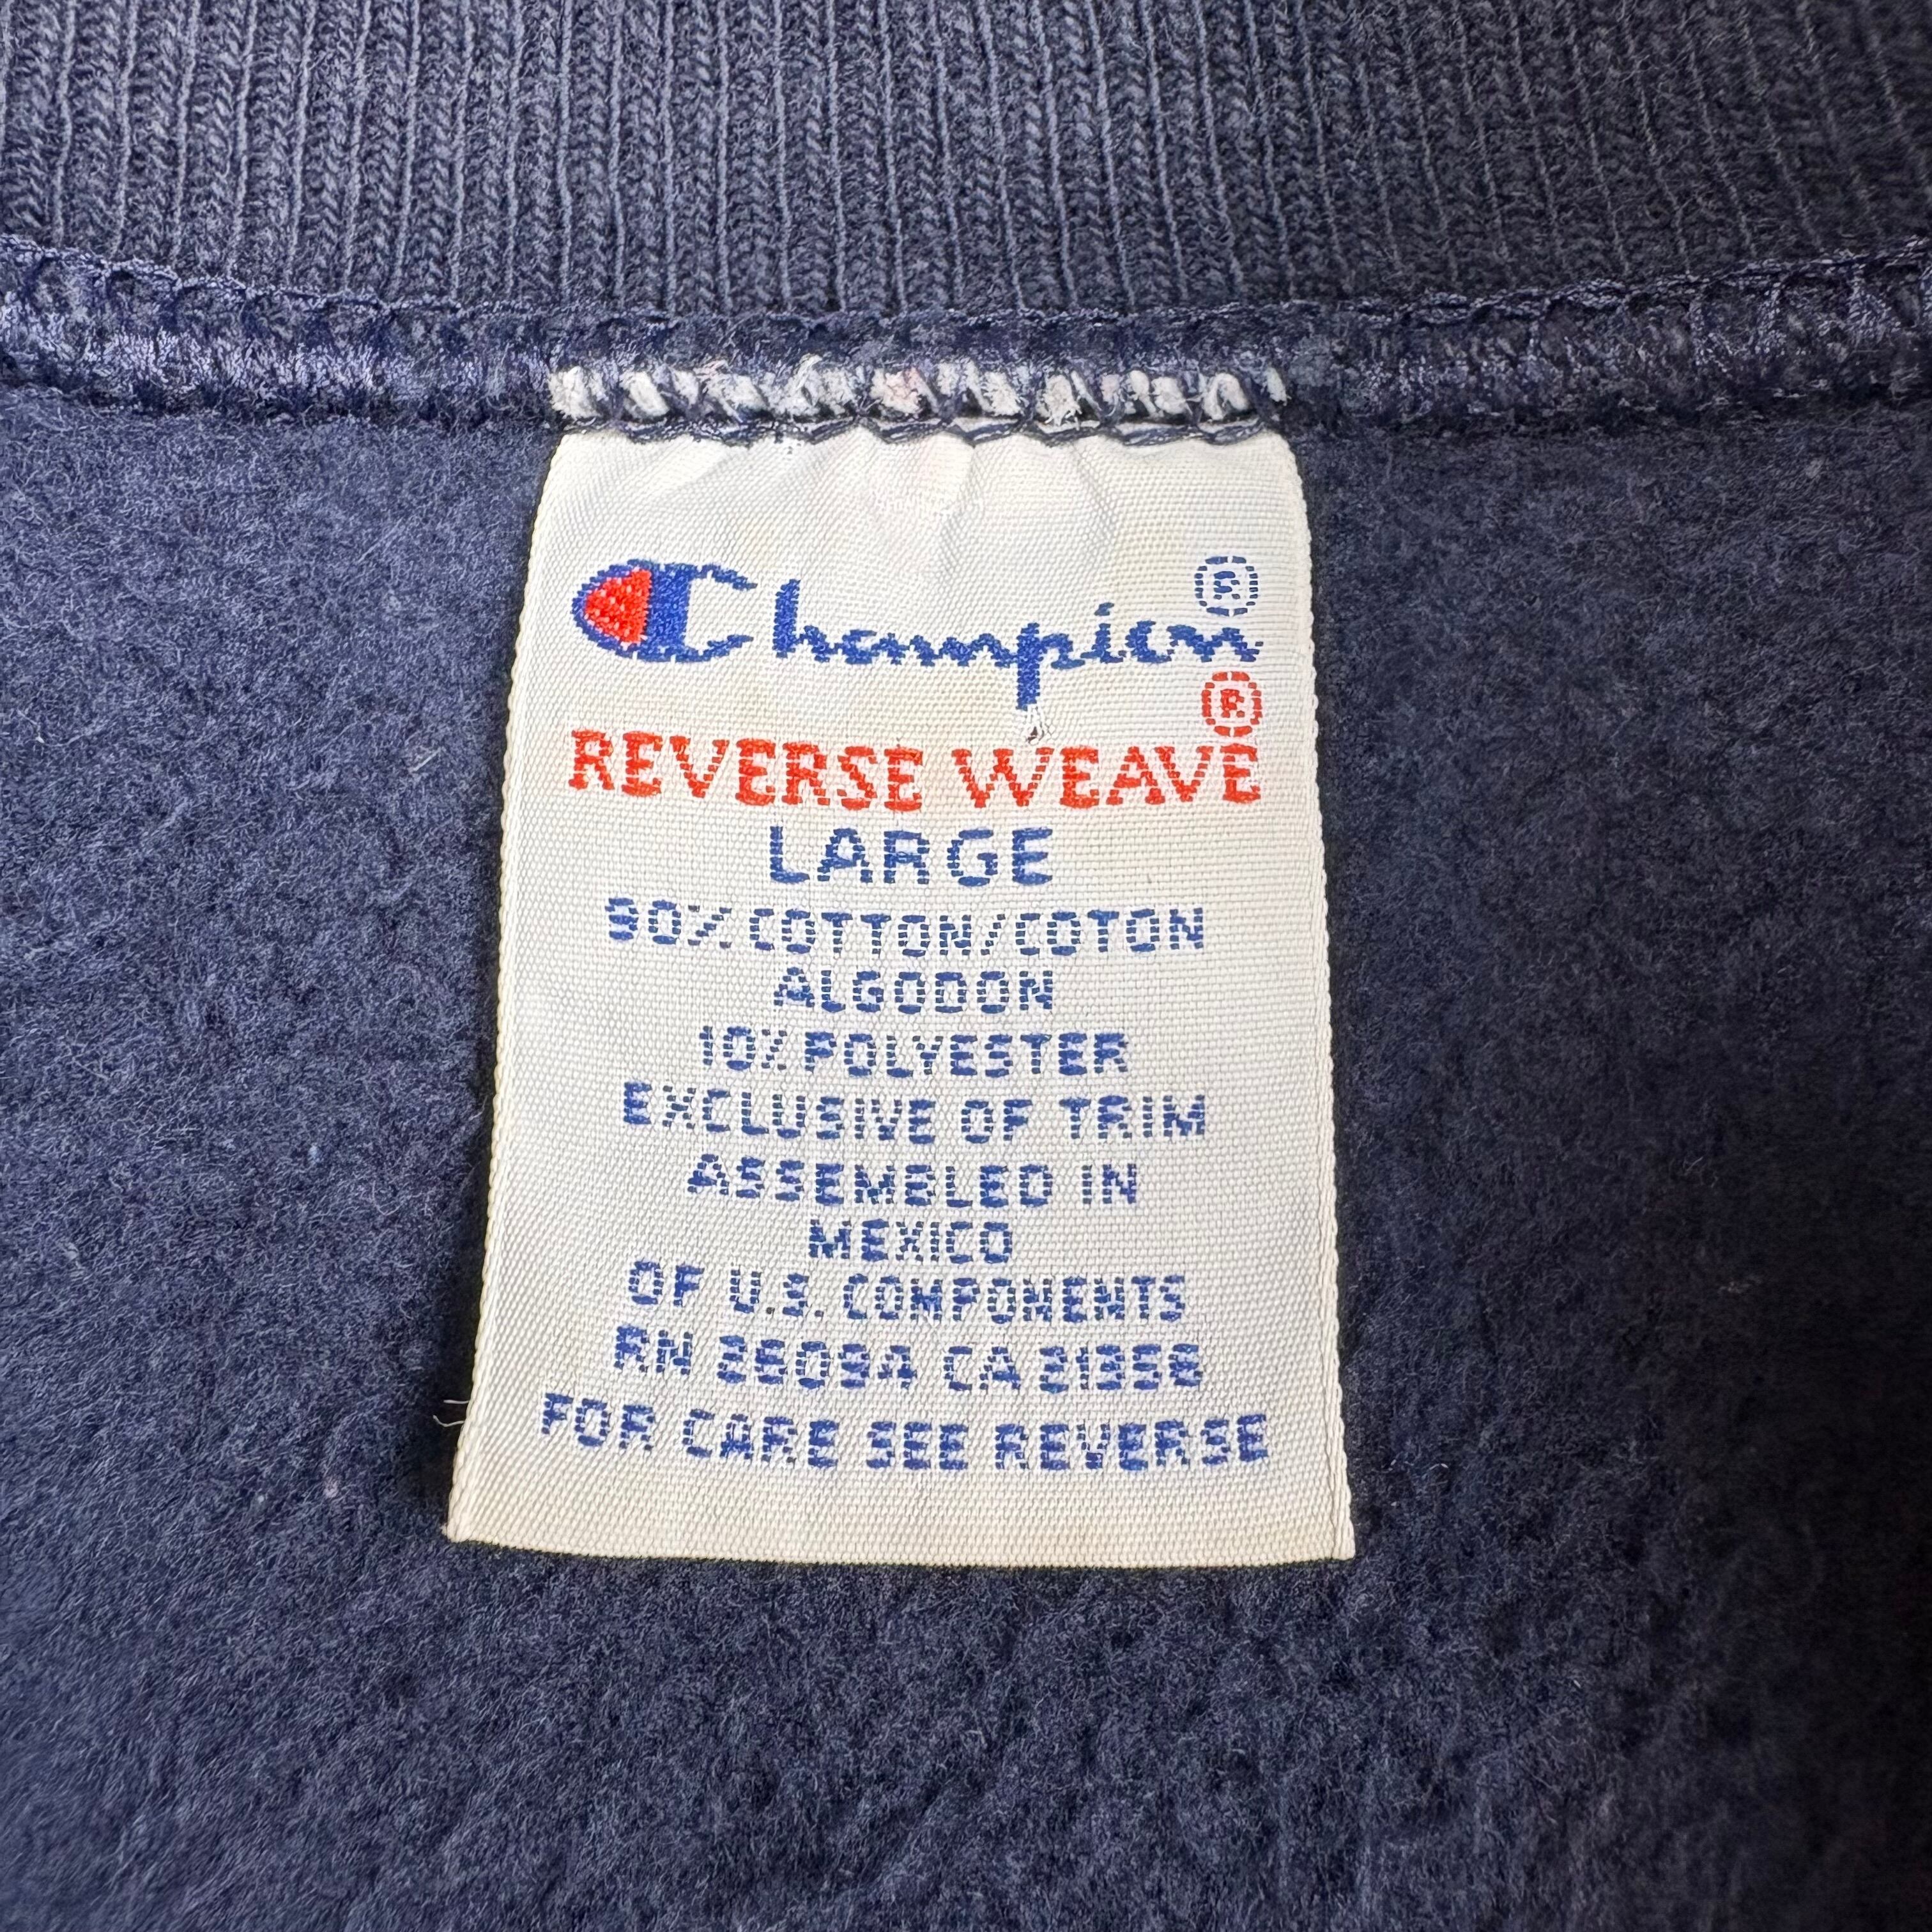 Champion®
REVERSE WEAVE®
LARGE
90% COTTON/COTON
ALGODON
10% POLYESTER
EXCLUSIVE OF TRIM
ASSEMBLED IN
MEXICO
OF U.S. COMPONENTS
RN 26094 CA 21356
FOR CARE SEE REVERSE